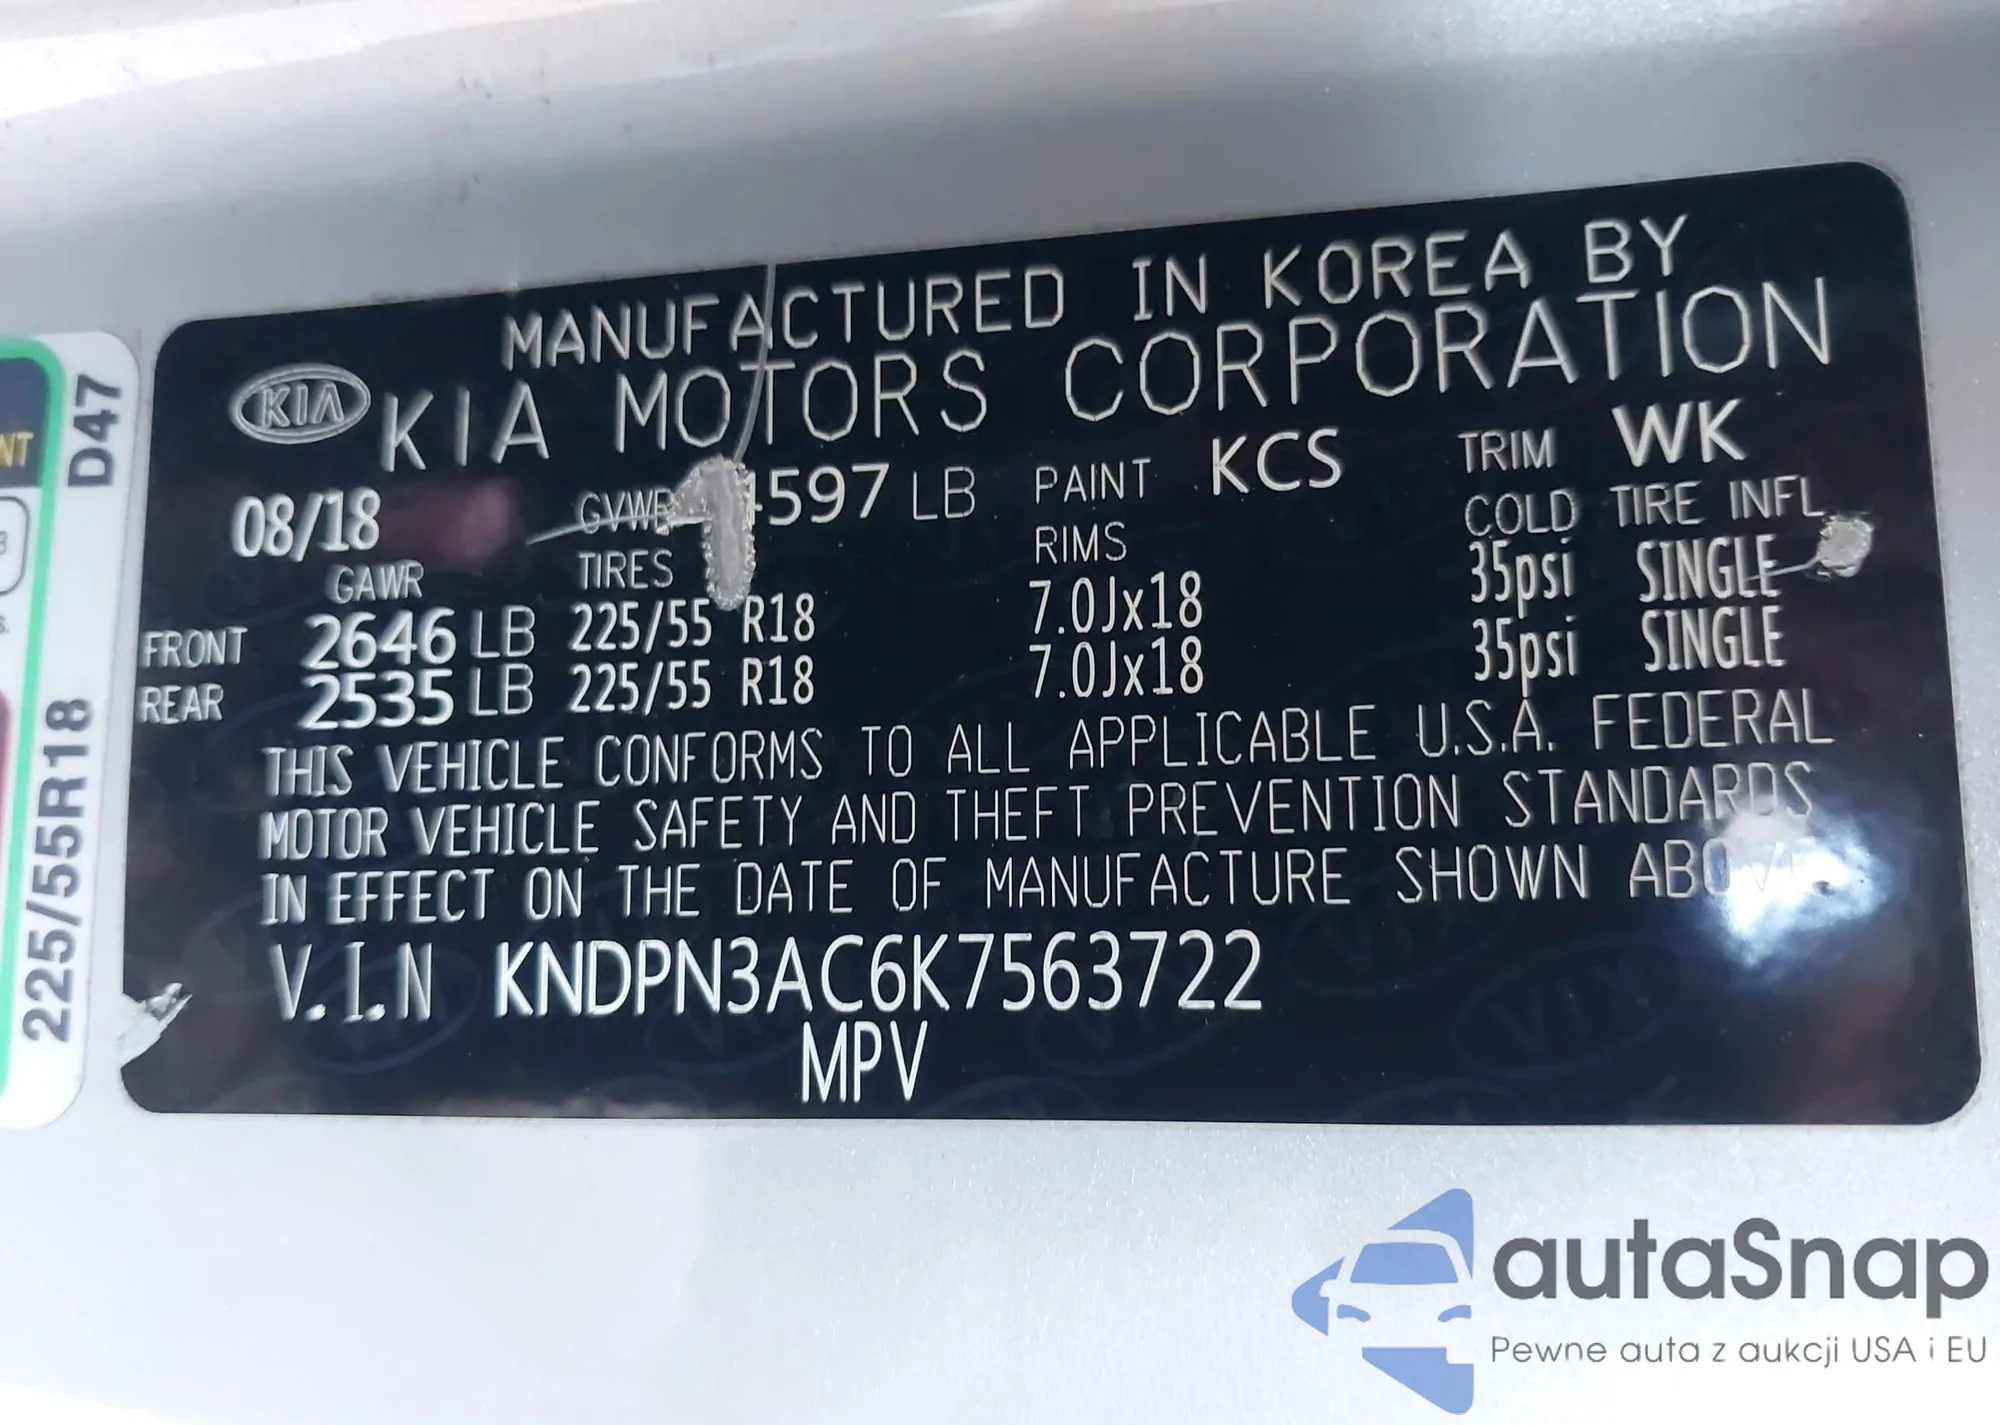 MANUFACTURED IN KOREA BY
KIA KIA MOTORS CORPORATION
08/18 GVWR 4597 LB PAINT KCS TRIM WK
GAWR TIRES RIMS COLD TIRE INFL.
FRONT 2646 LB 225/55 R18 7.0Jx18 35psi SINGLE
REAR 2535 LB 225/55 R18 7.0Jx18 35psi SINGLE
THIS VEHICLE CONFORMS TO ALL APPLICABLE U.S.A. FEDERAL
MOTOR VEHICLE SAFETY AND THEFT PREVENTION STANDARDS
IN EFFECT ON THE DATE OF MANUFACTURE SHOWN ABOVE
V.I.N KNDPN3AC6K7563722
MPV
225/55R18 D47
autaSnap
Pewne auta z aukcji USA i EU